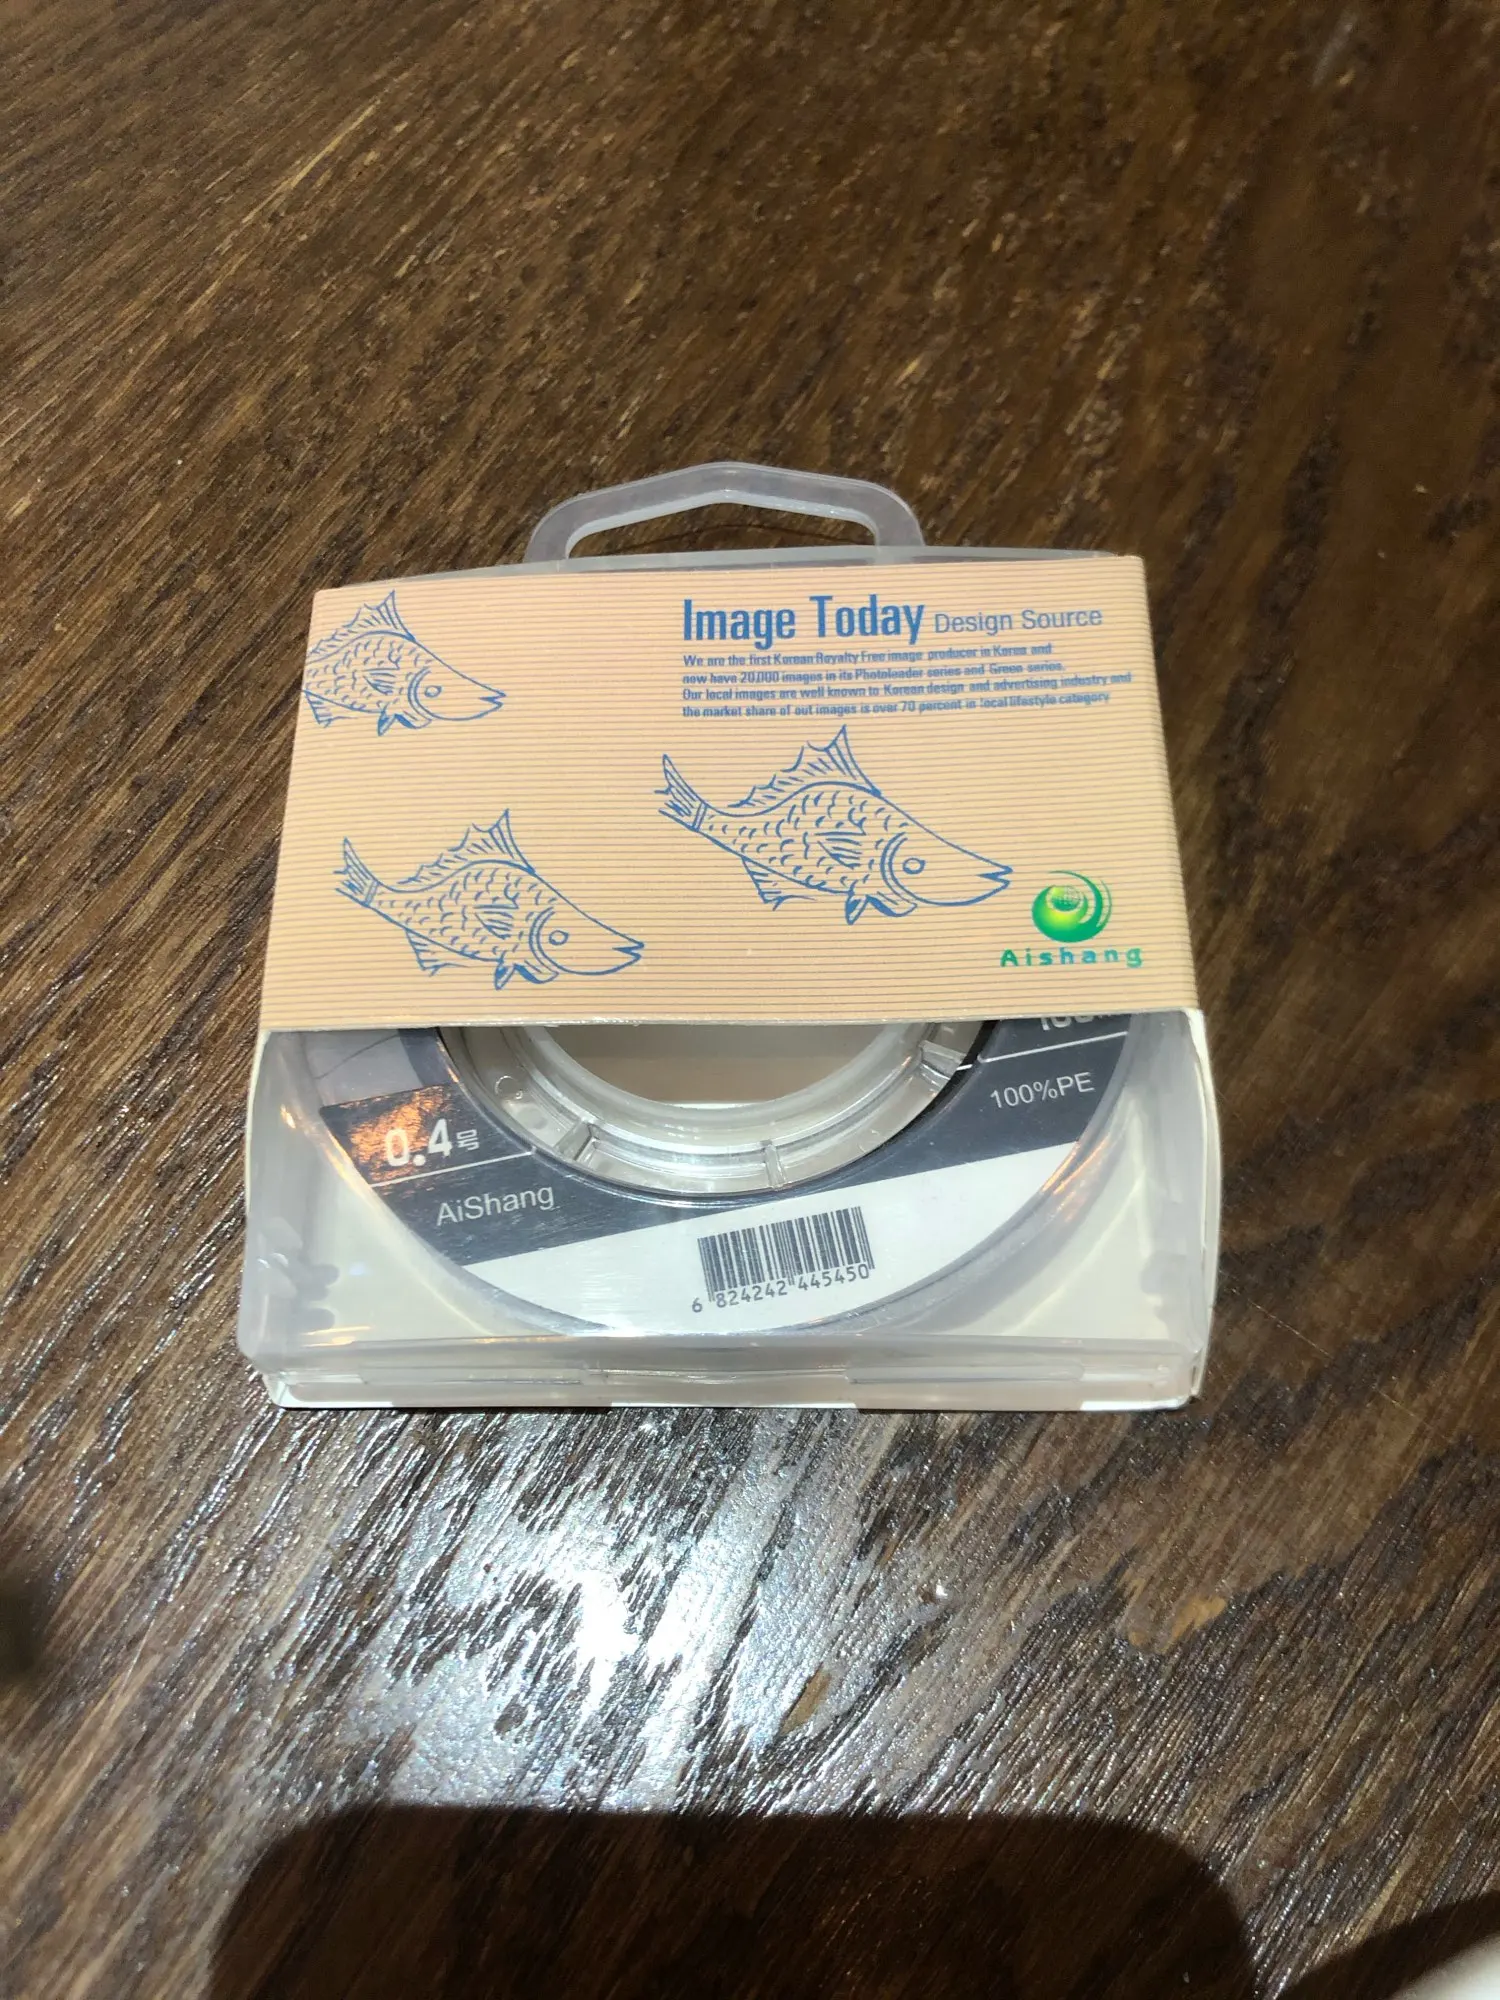 Image Today Design Source
We are the first Korean Royalty Free image producer in Korea and
now have 20,000 images in its Photoleader series and Green series.
Our local images are well known to Korean design and advertising industry and
the market share of out images is over 70 percent in local lifestyle category
Aishang
100%PE
0.4号
AiShang
6 824242 445450